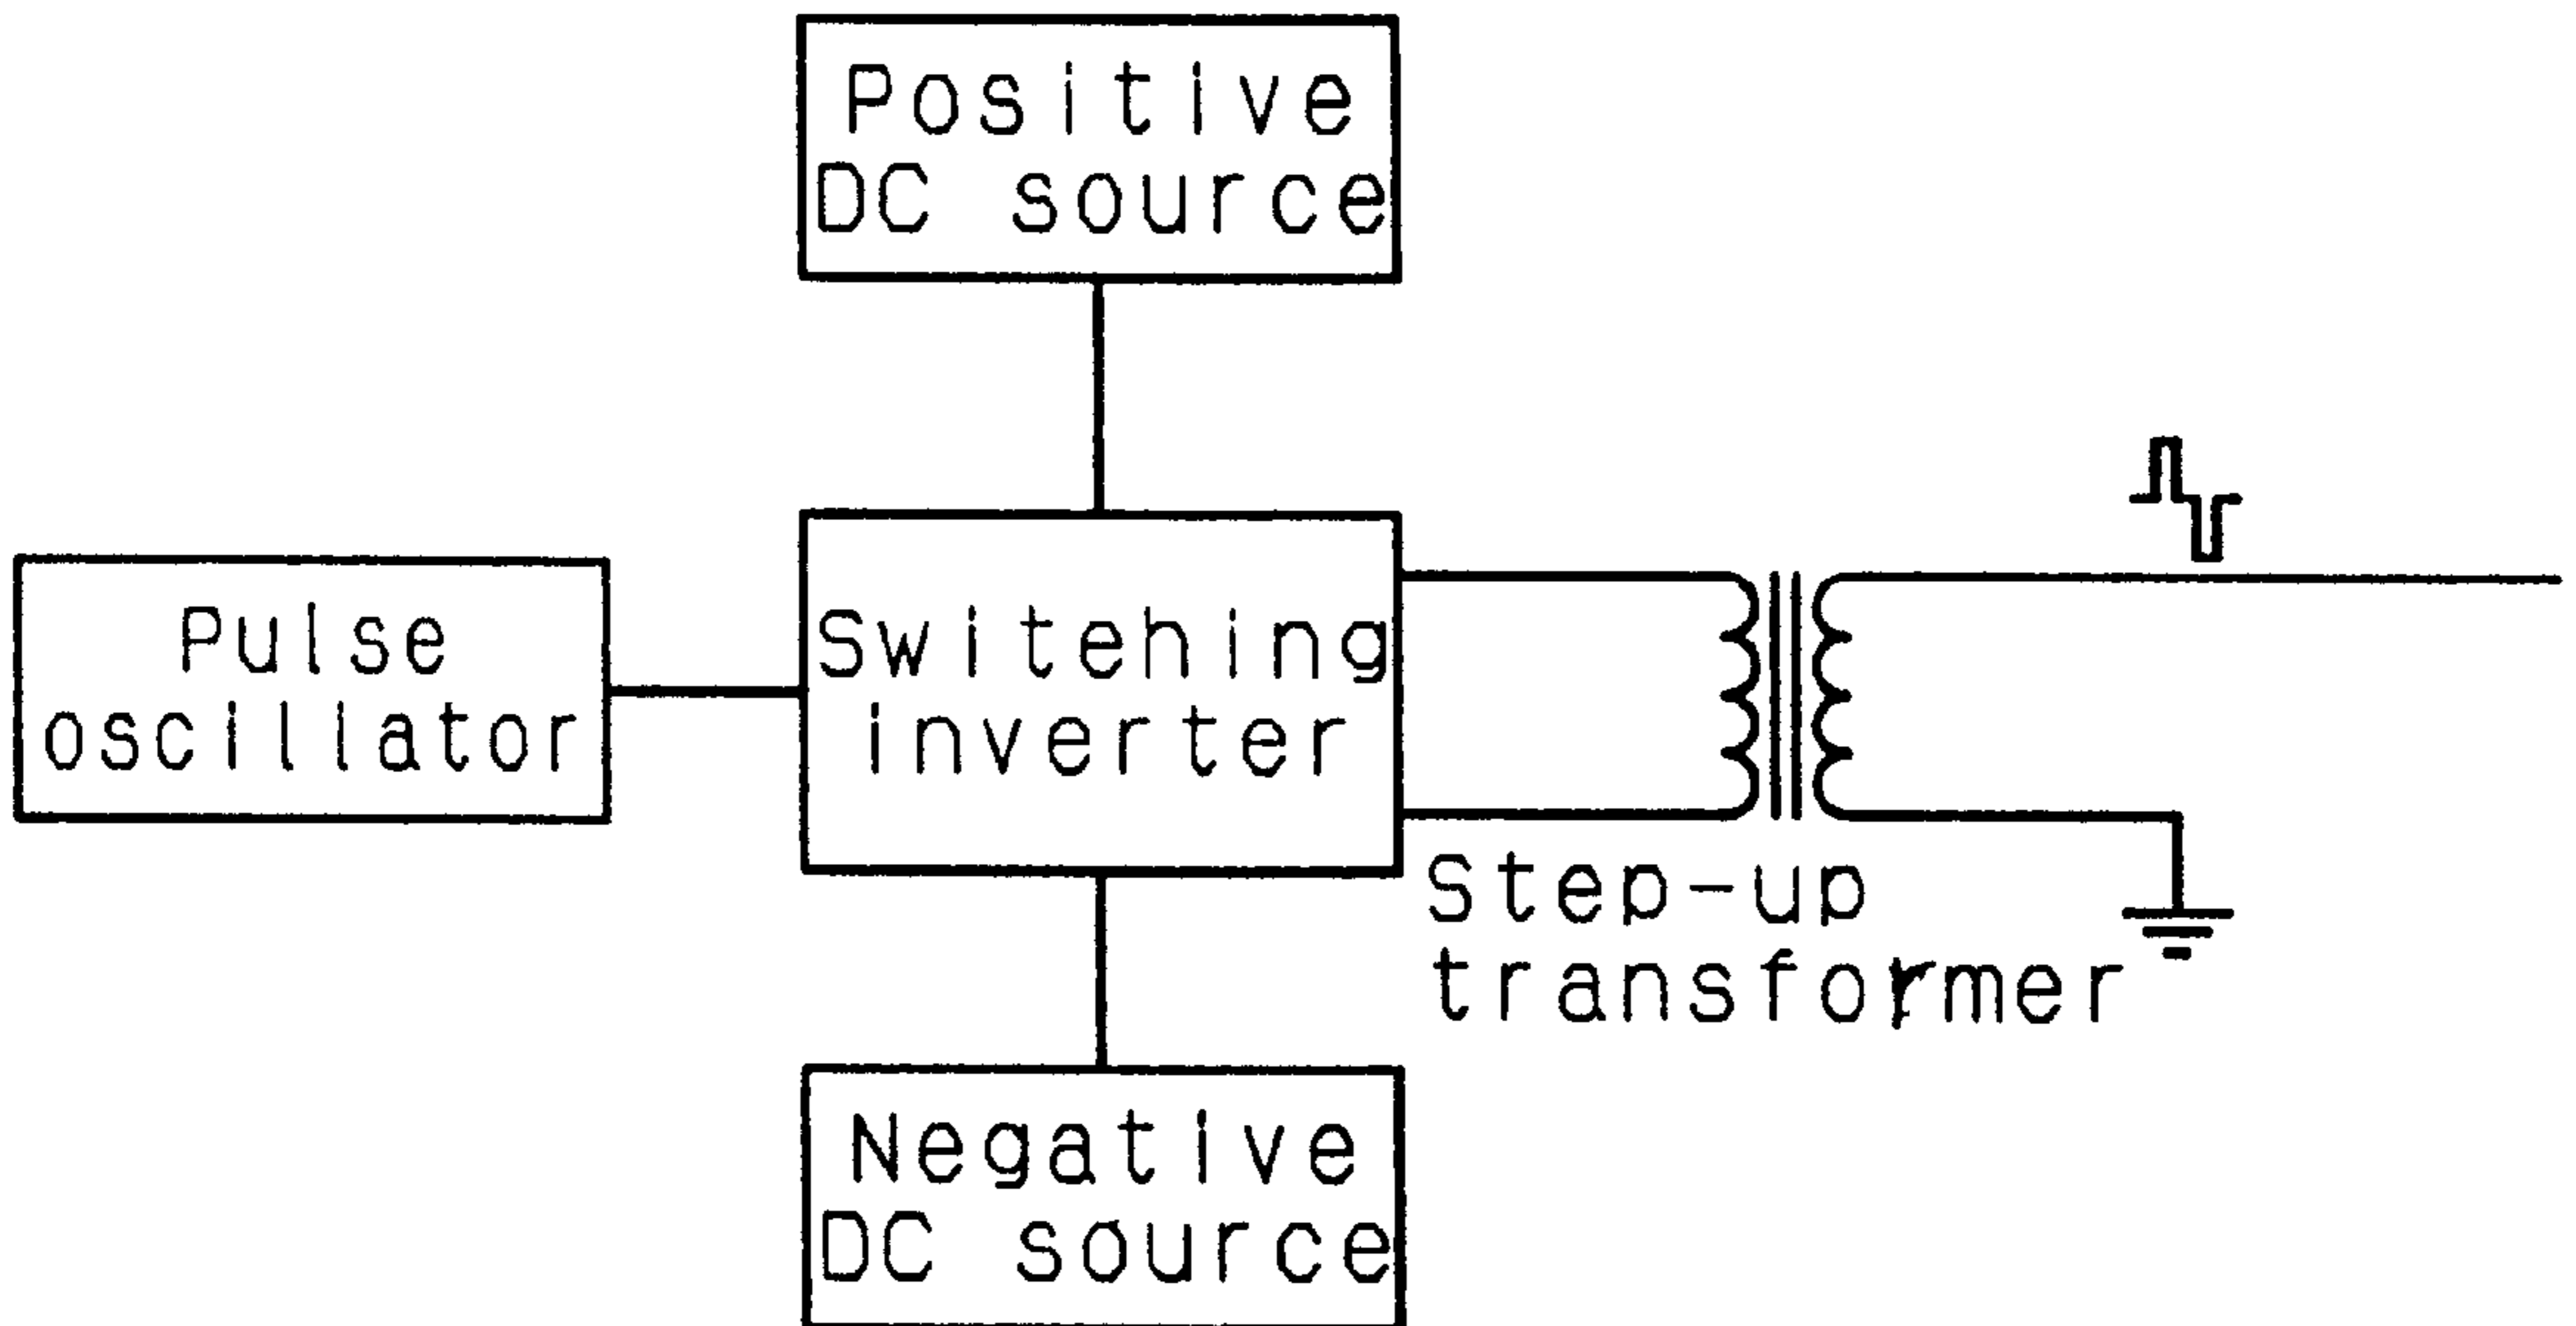 Positive
DC source
Pulse
oscillator
Switehing
inverter
Step-up
transformer
Negative
DC source